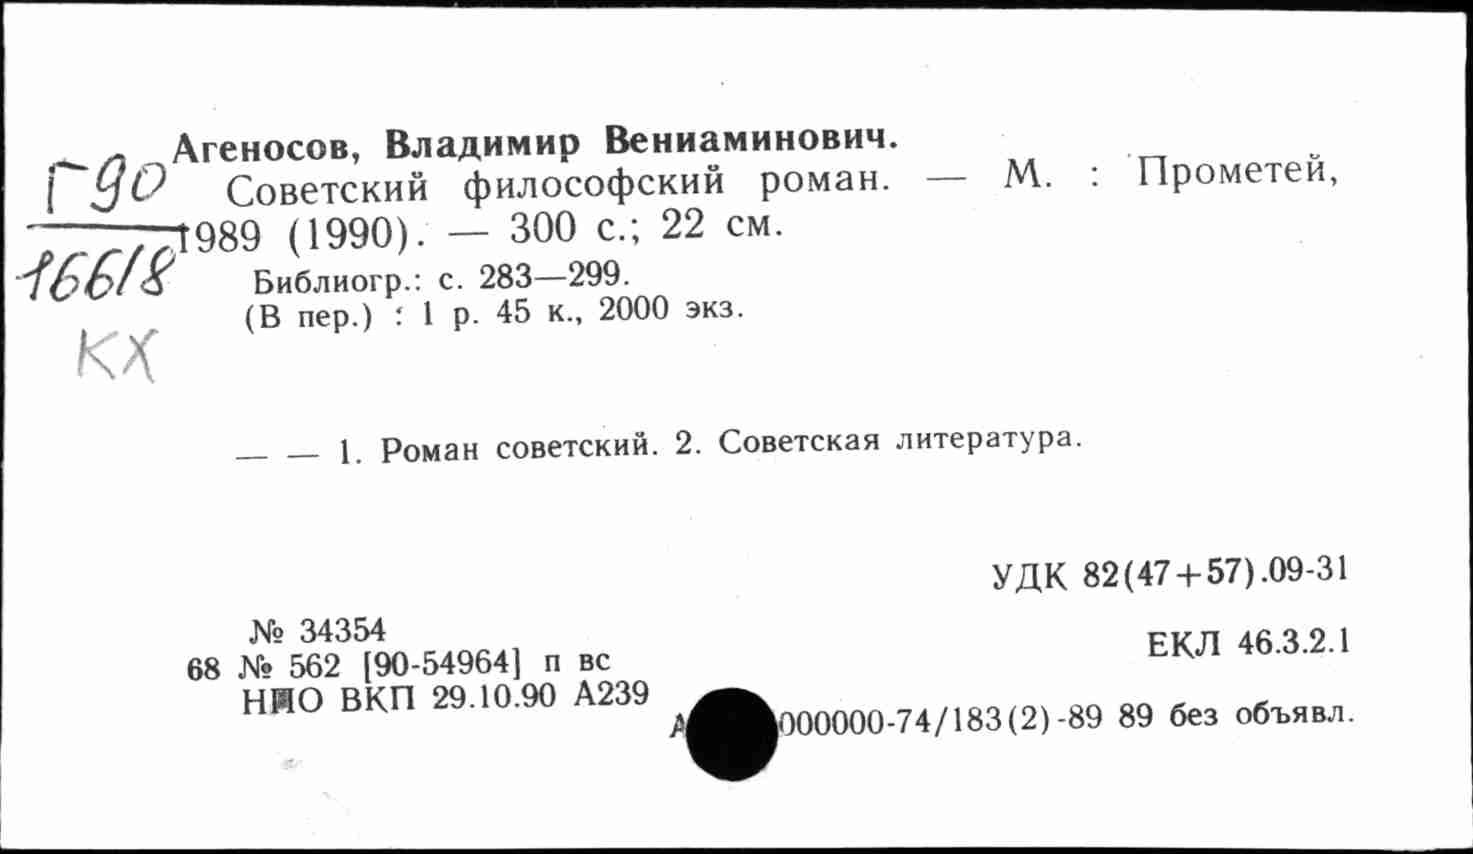 Агеносов, Владимир Вениаминович.
Г90
Советский философский роман. — М. : Прометей,
1989 (1990). — 300 с.; 22 см.
16618
Библиогр.: с. 283—299.
(В пер.) : 1 р. 45 к., 2000 экз.
КХ
— — 1. Роман советский. 2. Советская литература.
УДК 82(47+57).09-31
№ 34354
ЕКЛ 46.3.2.1
68 № 562 [90-54964] п вс
ВКП 29.10.90 А239
000000-74/183(2)-89 89 без объявл.